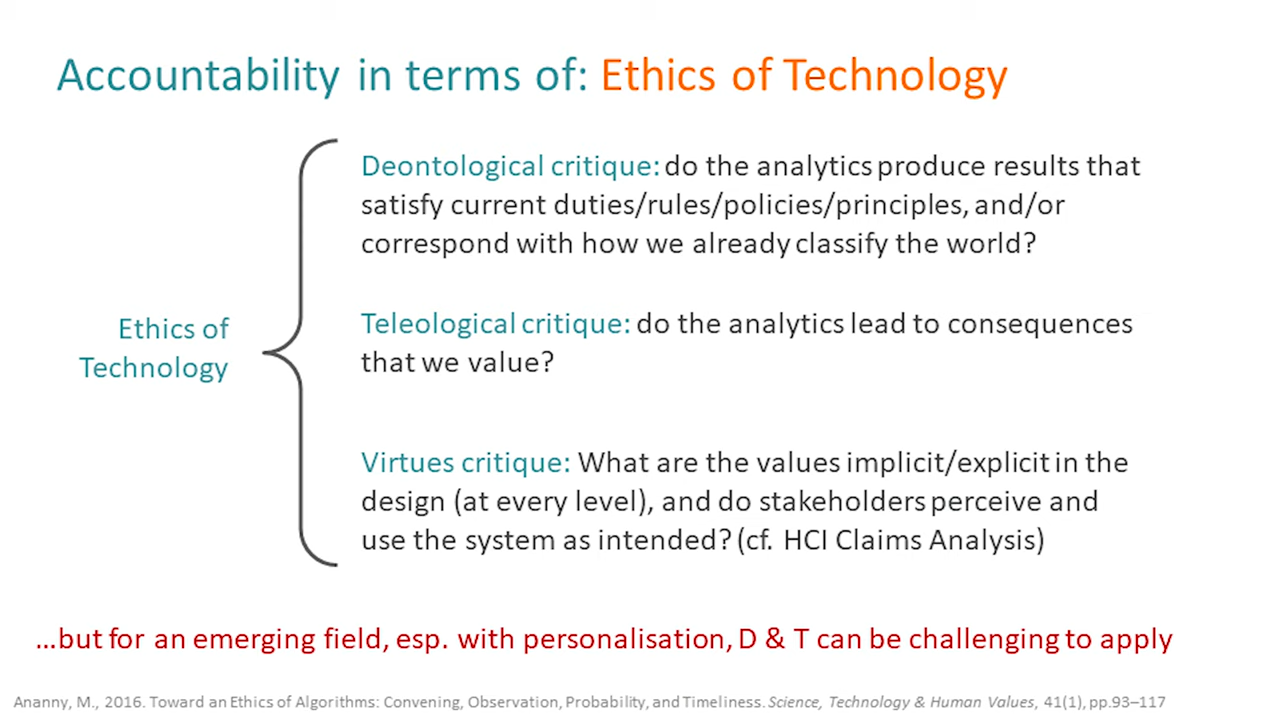 Accountability in terms of: Ethics of Technology
Deontological critique: do the analytics produce results that
satisfy current duties/rules/policies/principles, and/or
correspond with how we already classify the world?
Ethics of
Technology
Teleological critique: do the analytics lead to consequences
that we value?
Virtues critique: What are the values implicit/explicit in the
design (at every level), and do stakeholders perceive and
use the system as intended? (cf. HCI Claims Analysis)
...but for an emerging field, esp. with personalisation, D & T can be challenging to apply
Ananny, M., 2016. Toward an Ethics of Algorithms: Convening, Observation, Probability, and Timeliness. Science, Technology & Human Values, 41(1), pp.93–117